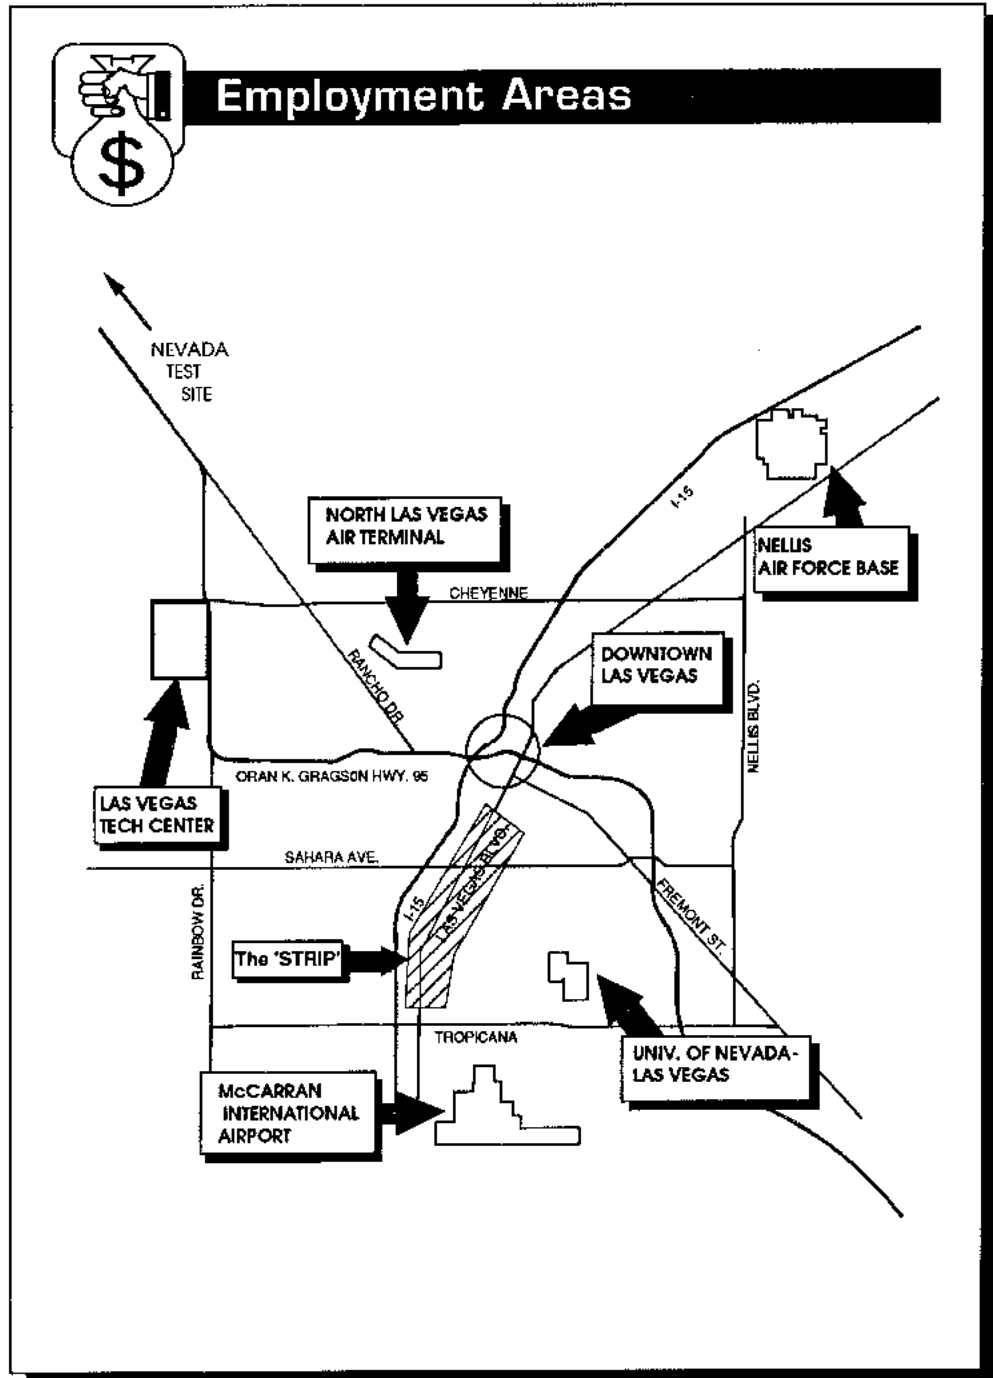 Employment Areas
$
NEVADA
TEST
SITE
I-15
NORTH LAS VEGAS
AIR TERMINAL
NELLIS
AIR FORCE BASE
CHEYENNE
RANCHO DR.
DOWNTOWN
LAS VEGAS
NELLIS BLVD.
ORAN K. GRAGSON HWY. 95
LAS VEGAS
TECH CENTER
SAHARA AVE.
LAS VEGAS BLVD.
I-15
RAINBOW DR.
FREMONT ST.
The 'STRIP'
TROPICANA
UNIV. OF NEVADA-
LAS VEGAS
McCARRAN
INTERNATIONAL
AIRPORT